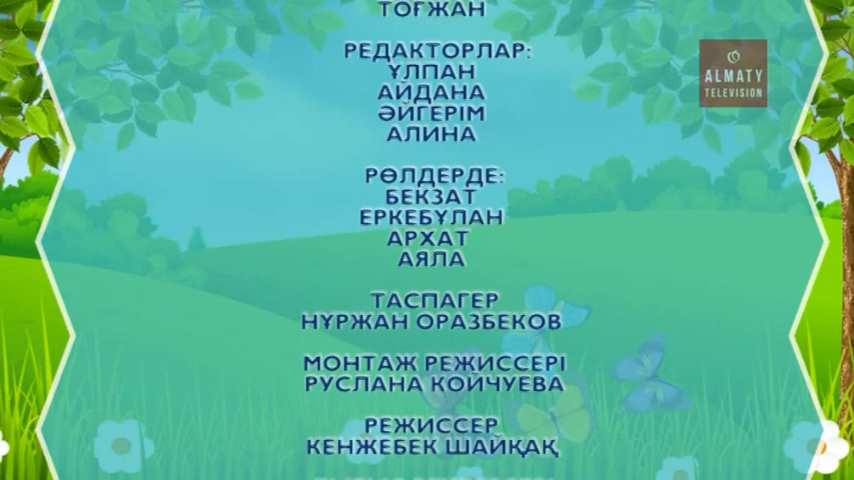 ТОҒЖАН
РЕДАКТОРЛАР:
ҰЛПАН
АЙДАНА
ӘЙГЕРІМ
АЛИНА
РӨЛДЕРДЕ:
БЕКЗАТ
ЕРКЕБҰЛАН
АРХАТ
АЯЛА
ТАСПАГЕР
НҰРЖАН ОРАЗБЕКОВ
МОНТАЖ РЕЖИССЕРІ
РУСЛАНА КОЙЧУЕВА
РЕЖИССЕР
КЕНЖЕБЕК ШАЙҚАҚ
ALMATY
TELEVISION